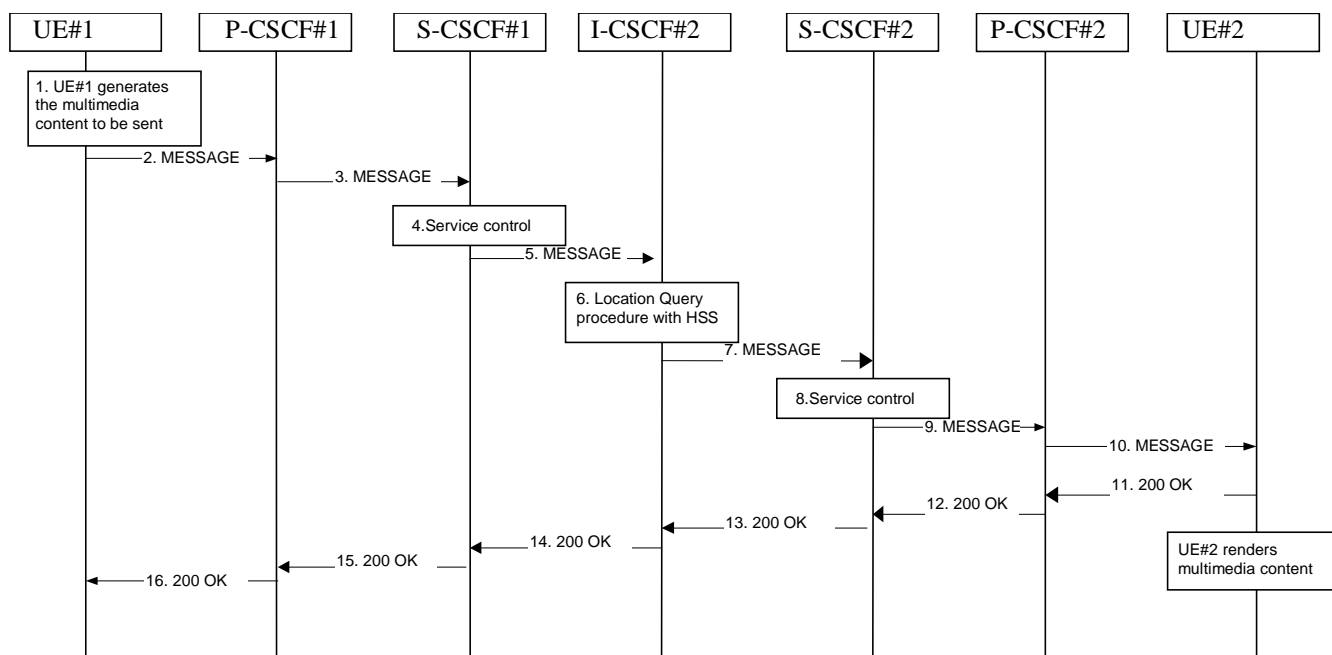 UE#1
P-CSCF#1
S-CSCF#1
I-CSCF#2
S-CSCF#2
P-CSCF#2
UE#2
1. UE#1 generates
the multimedia
content to be sent
2. MESSAGE
3. MESSAGE
4.Service control
5. MESSAGE
6. Location Query
procedure with HSS
7. MESSAGE
8.Service control
9. MESSAGE
10. MESSAGE
11. 200 OK
12. 200 OK
13. 200 OK
14. 200 OK
15. 200 OK
16. 200 OK
UE#2 renders
multimedia content